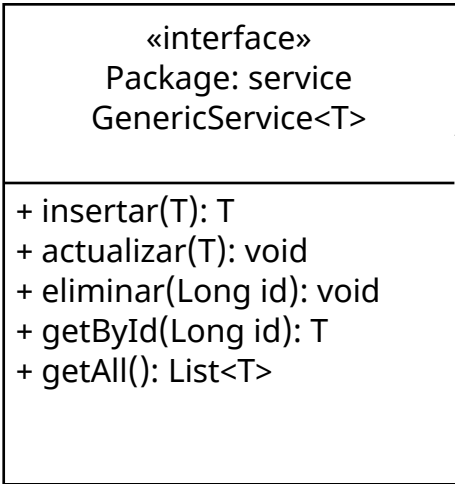 «interface»
Package: service
GenericService<T>
+ insertar(T): T
+ actualizar(T): void
+ eliminar(Long id): void
+ getById(Long id): T
+ getAll(): List<T>